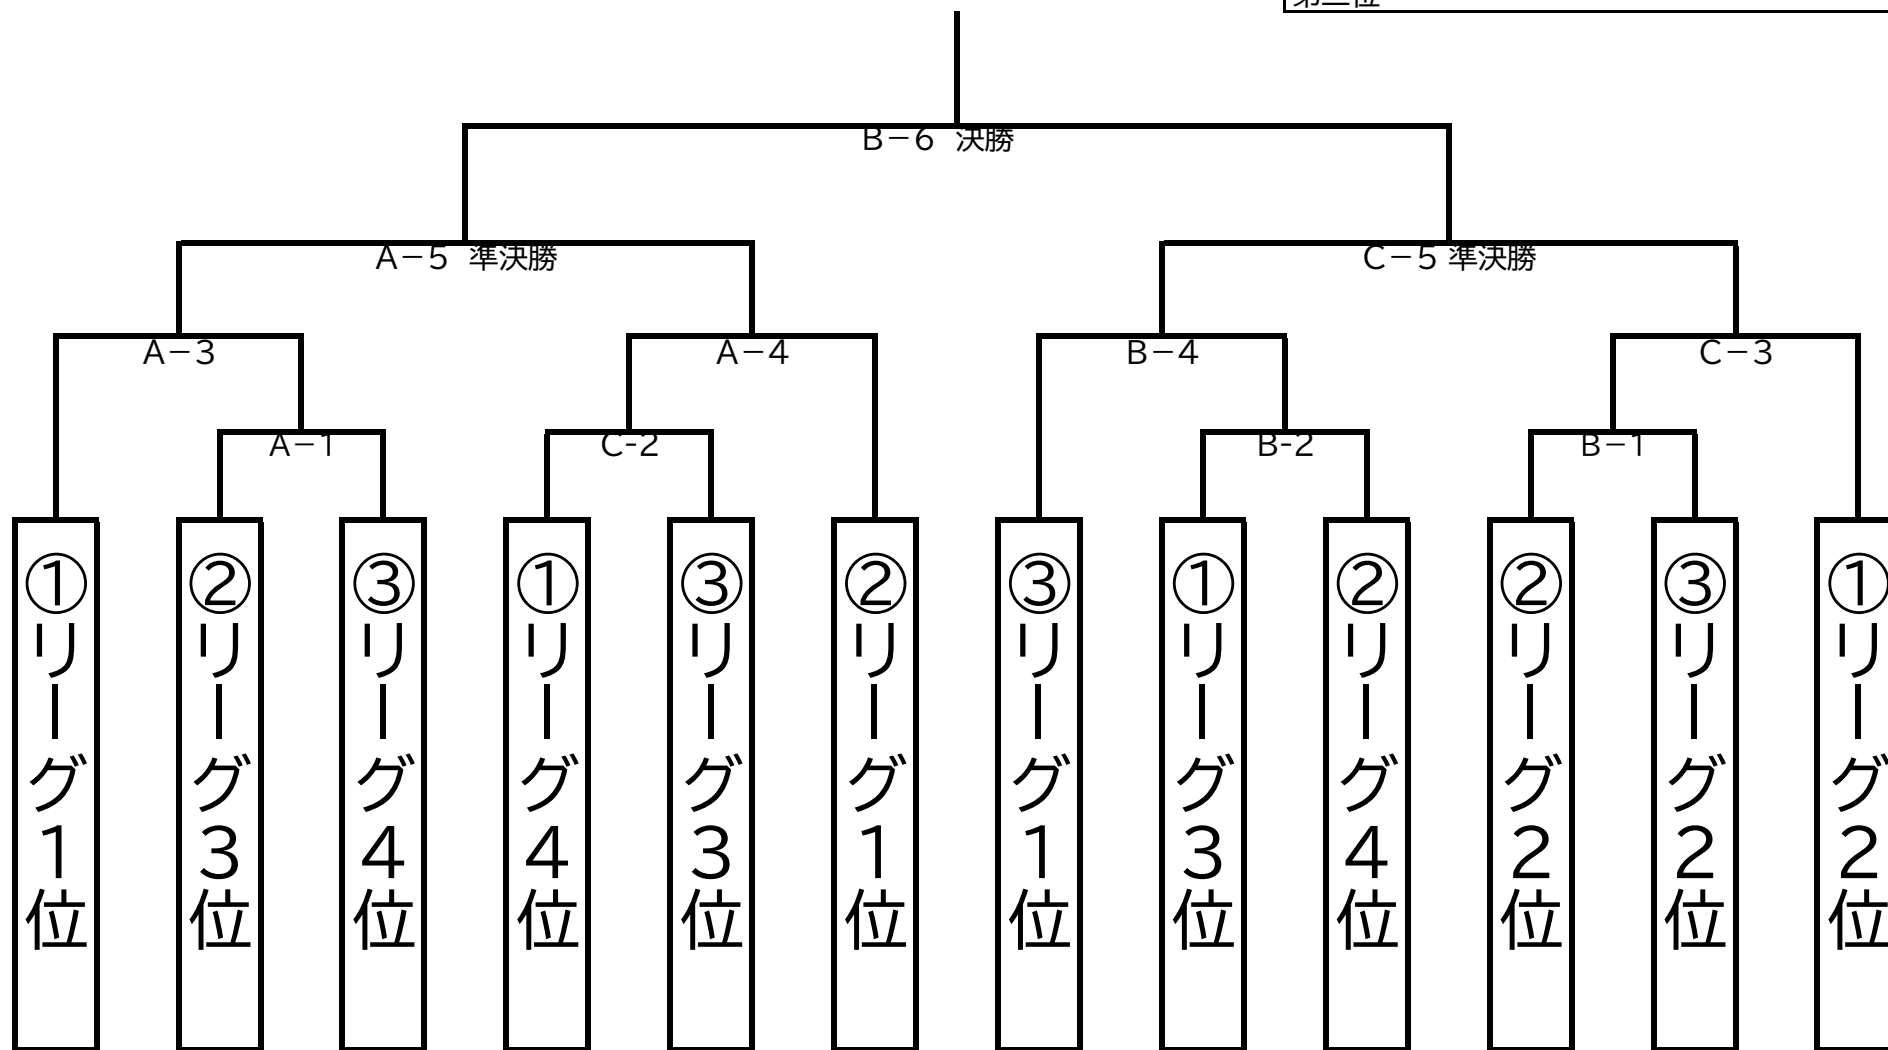 B－6 決勝
A－5 準決勝
C－5 準決勝
A－3
A－4
B－4
C－3
A－1
C-2
B-2
B－1
①リーグ1位
②リーグ3位
③リーグ4位
①リーグ4位
③リーグ3位
②リーグ1位
③リーグ1位
①リーグ3位
②リーグ4位
②リーグ2位
③リーグ2位
①リーグ2位